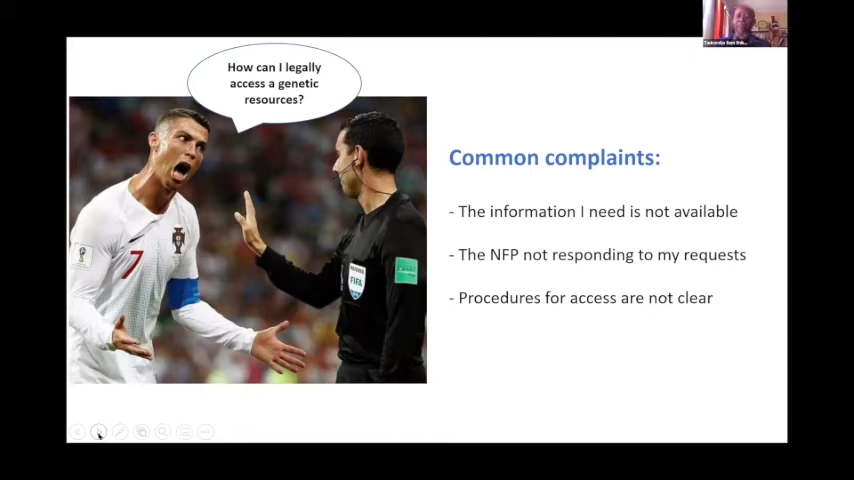 How can I legally
access a genetic
resources?
Common complaints:
- The information I need is not available
- The NFP not responding to my requests
- Procedures for access are not clear
7
REFEREE
FIFA